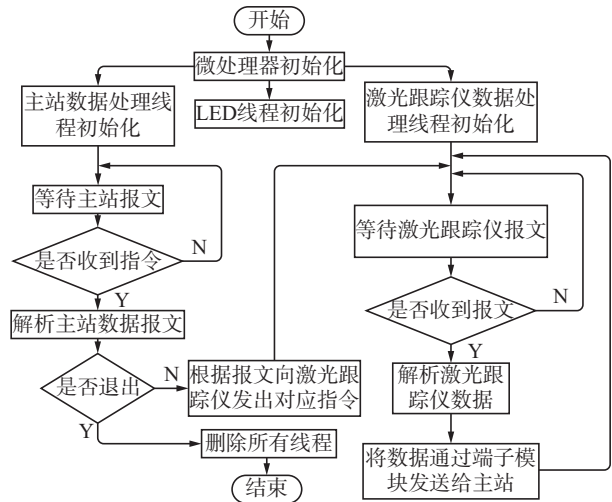 开始
微处理器初始化
主站数据处理线
程初始化
LED线程初始化
激光跟踪仪数据处
理线程初始化
等待主站报文
是否收到指令
N
Y
解析主站数据报文
是否退出
N
Y
根据报文向激光跟
踪仪发出对应指令
删除所有线程
结束
等待激光跟踪仪报文
是否收到报文
N
Y
解析激光跟
踪仪数据
将数据通过端子模
块发送给主站